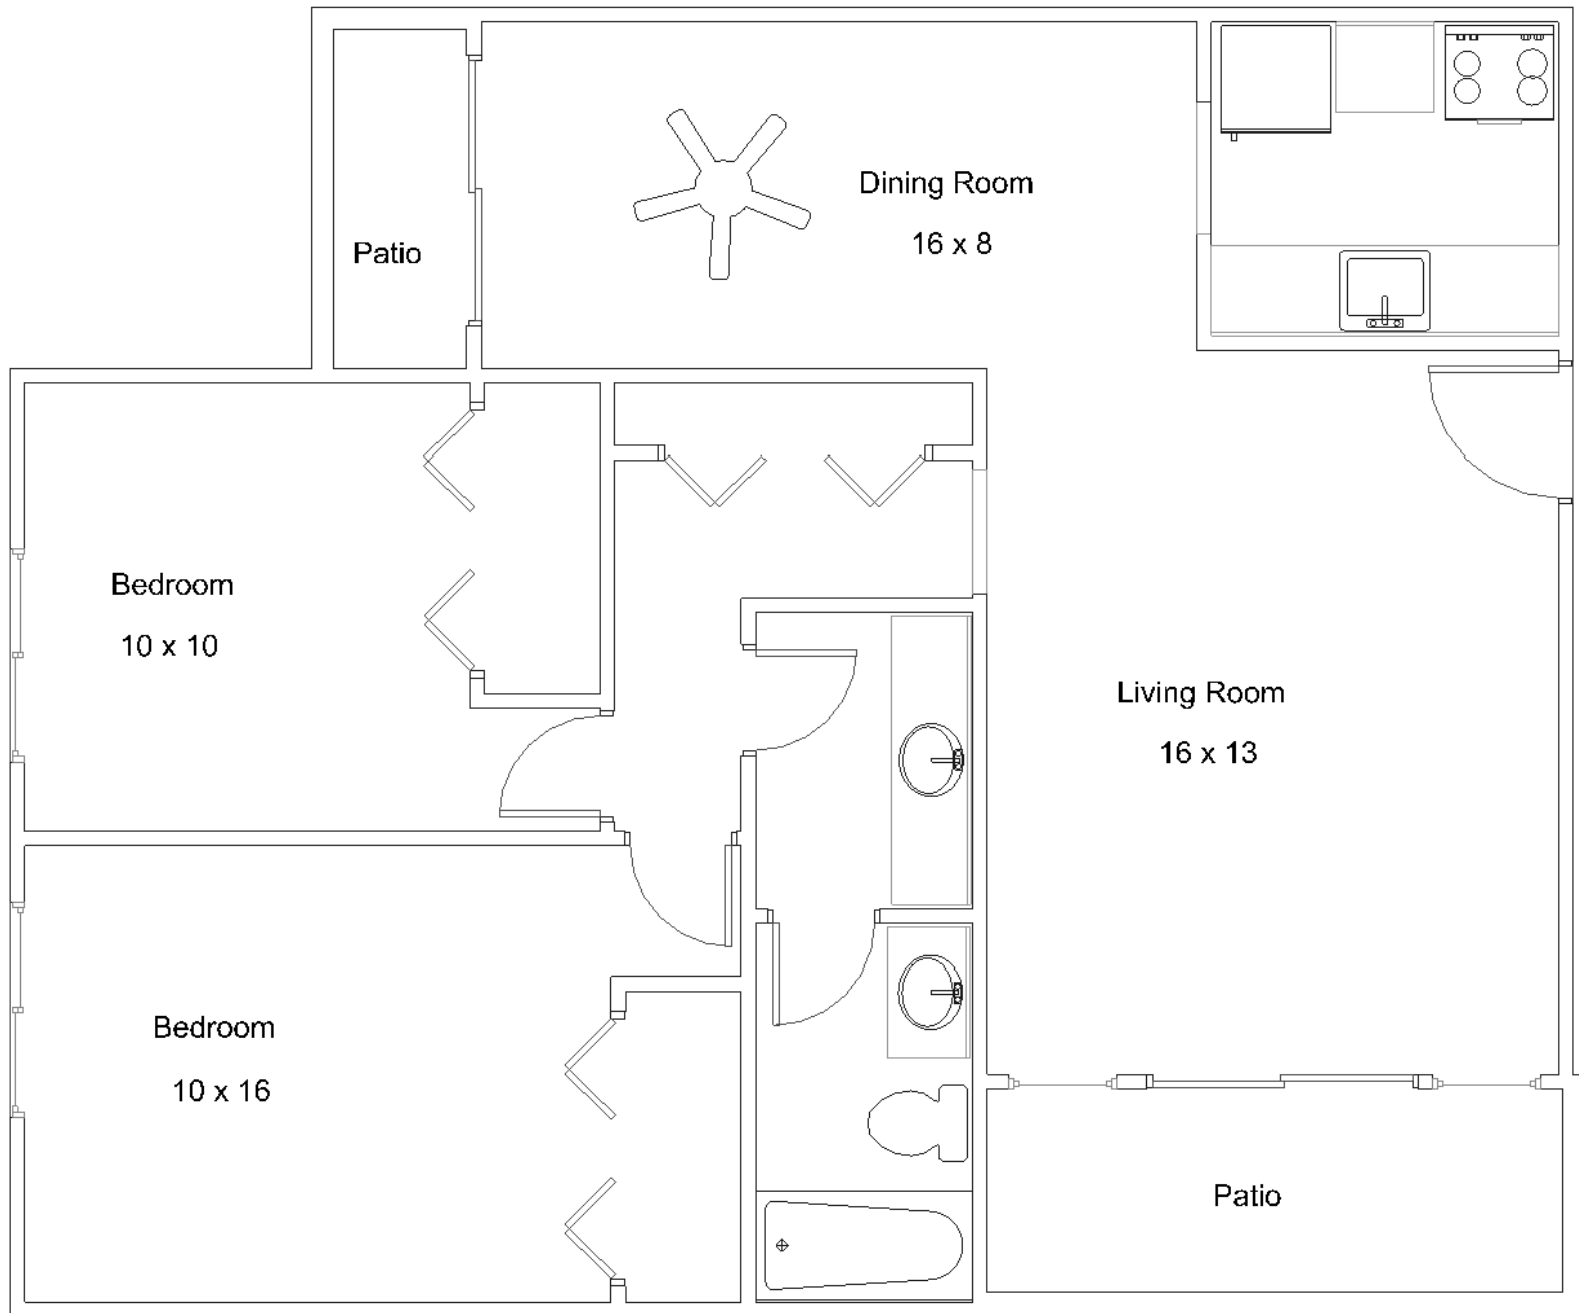 Dining Room
16 x 8
Patio
Bedroom
10 x 10
Living Room
16 x 13
Bedroom
10 x 16
Patio